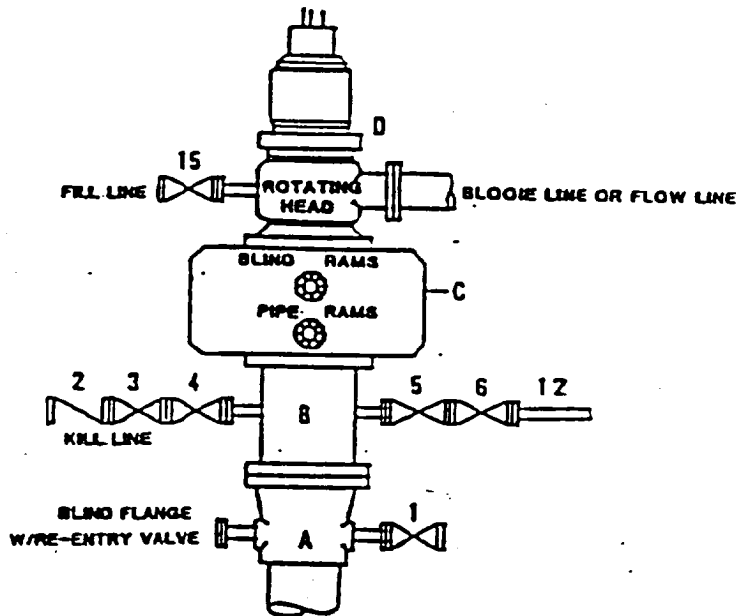 D
15
FILL LINE
ROTATING
HEAD
BLOOIE LINE OR FLOW LINE
BLIND RAMS
C
PIPE RAMS
2 3 4
B
5 6 12
KILL LINE
BLIND FLANGE
W/RE-ENTRY VALVE
A
1